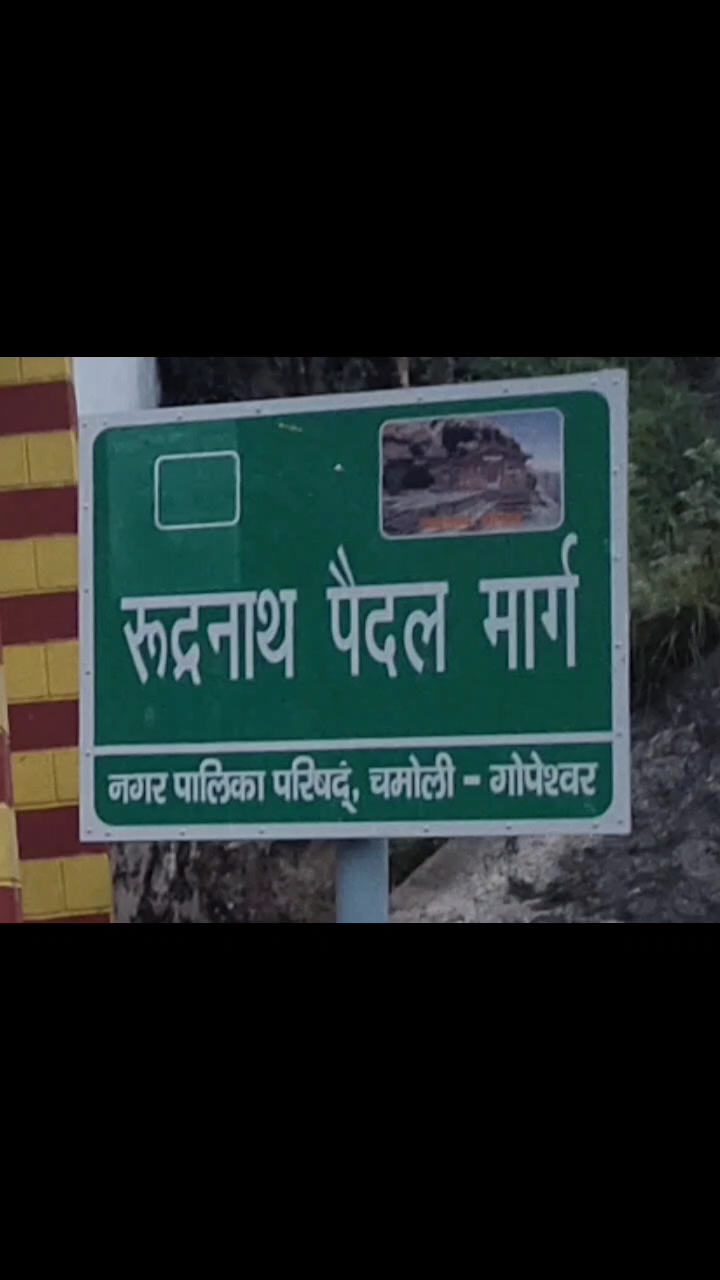 रूद्रनाथ पैदल मार्ग
नगर पालिका परिषद्, चमोली - गोपेश्वर